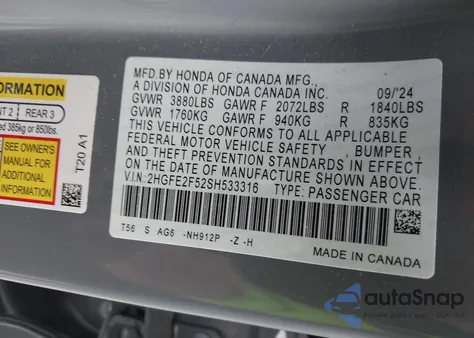 FORMATION
NT 2 REAR 3
ed 385kg or 850lbs.
SEE OWNER'S
MANUAL FOR
ADDITIONAL
INFORMATION
T20 A1
MFD.BY HONDA OF CANADA MFG.,
A DIVISION OF HONDA CANADA INC. 09/'24
GVWR 3880LBS GAWR F 2072LBS R 1840LBS
GVWR 1760KG GAWR F 940KG R 835KG
THIS VEHICLE CONFORMS TO ALL APPLICABLE
FEDERAL MOTOR VEHICLE SAFETY, BUMPER,
AND THEFT PREVENTION STANDARDS IN EFFECT
ON THE DATE OF MANUFACTURE SHOWN ABOVE.
V.I.N:2HGFE2F52SH533316 TYPE: PASSENGER CAR
T56 S AG6 -NH912P -Z -H
MADE IN CANADA
autoSnap